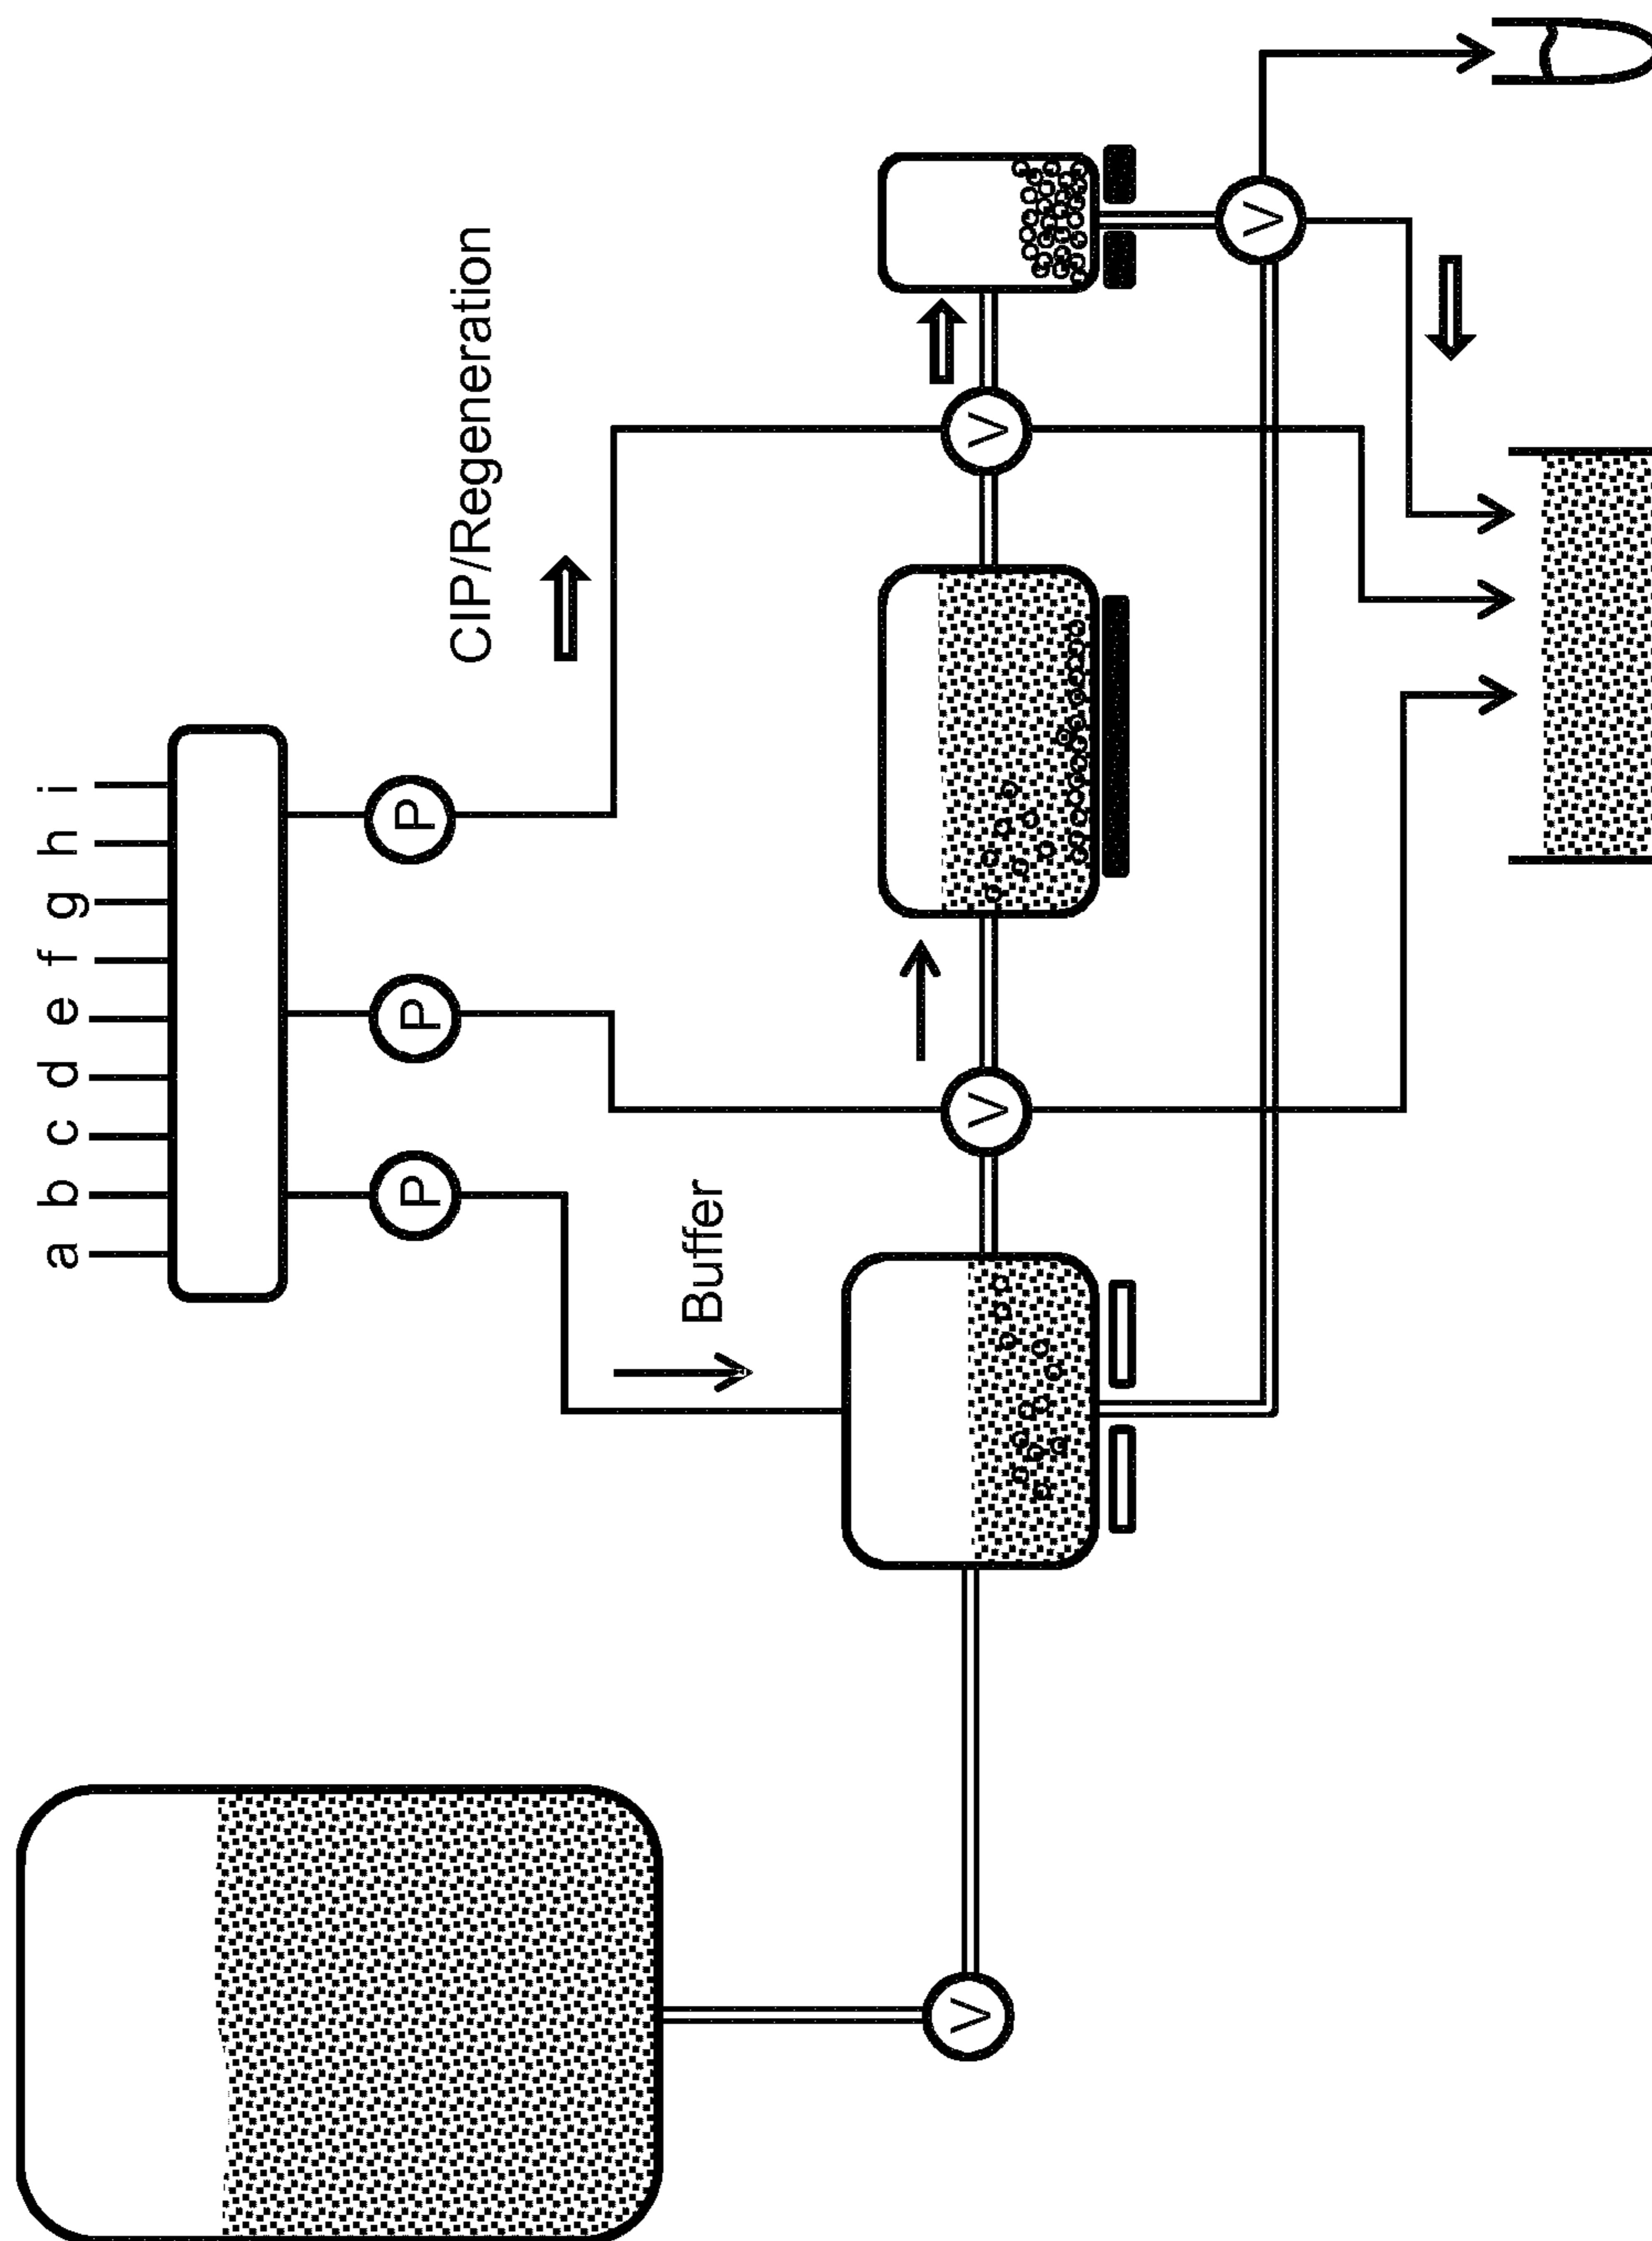 a b c d e f g h i
P P P
CIP/Regeneration
Buffer
V V V
V